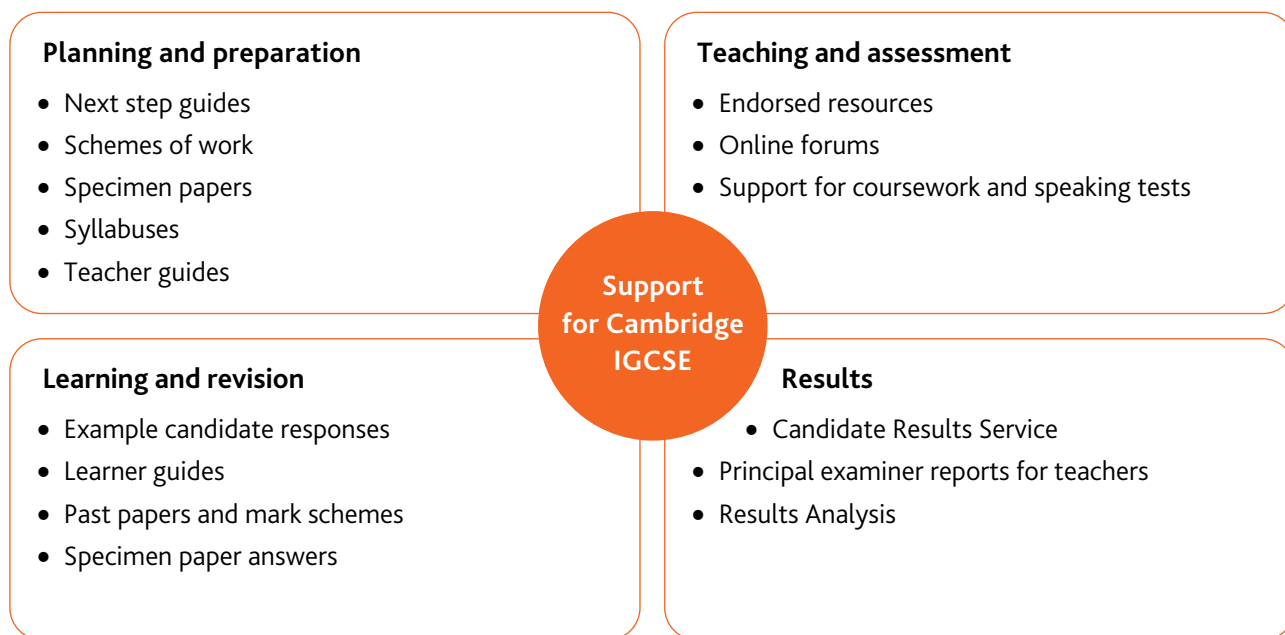 Planning and preparation
• Next step guides
• Schemes of work
• Specimen papers
• Syllabuses
• Teacher guides
Teaching and assessment
• Endorsed resources
• Online forums
• Support for coursework and speaking tests
Support
for Cambridge
IGCSE
Learning and revision
• Example candidate responses
• Learner guides
• Past papers and mark schemes
• Specimen paper answers
Results
• Candidate Results Service
• Principal examiner reports for teachers
• Results Analysis